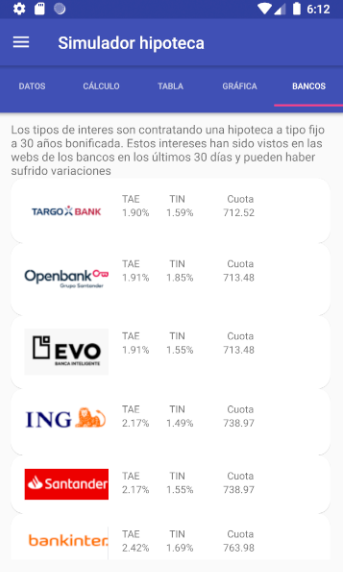 6:12
Simulador hipoteca
DATOS CÁLCULO TABLA GRÁFICA BANCOS
Los tipos de interes son contratando una hipoteca a tipo fijo
a 30 años bonificada. Estos intereses han sido vistos en las
webs de los bancos en los últimos 30 días y pueden haber
sufrido variaciones
TARGO BANK
TAE TIN Cuota
1.90% 1.59% 712.52
Openbank
Grupo Santander
TAE TIN Cuota
1.91% 1.85% 713.48
EVO
BANCA INTELIGENTE
TAE TIN Cuota
1.91% 1.55% 713.48
ING
TAE TIN Cuota
2.17% 1.49% 738.97
Santander
TAE TIN Cuota
2.17% 1.55% 738.97
bankinter.
TAE TIN Cuota
2.42% 1.69% 763.98